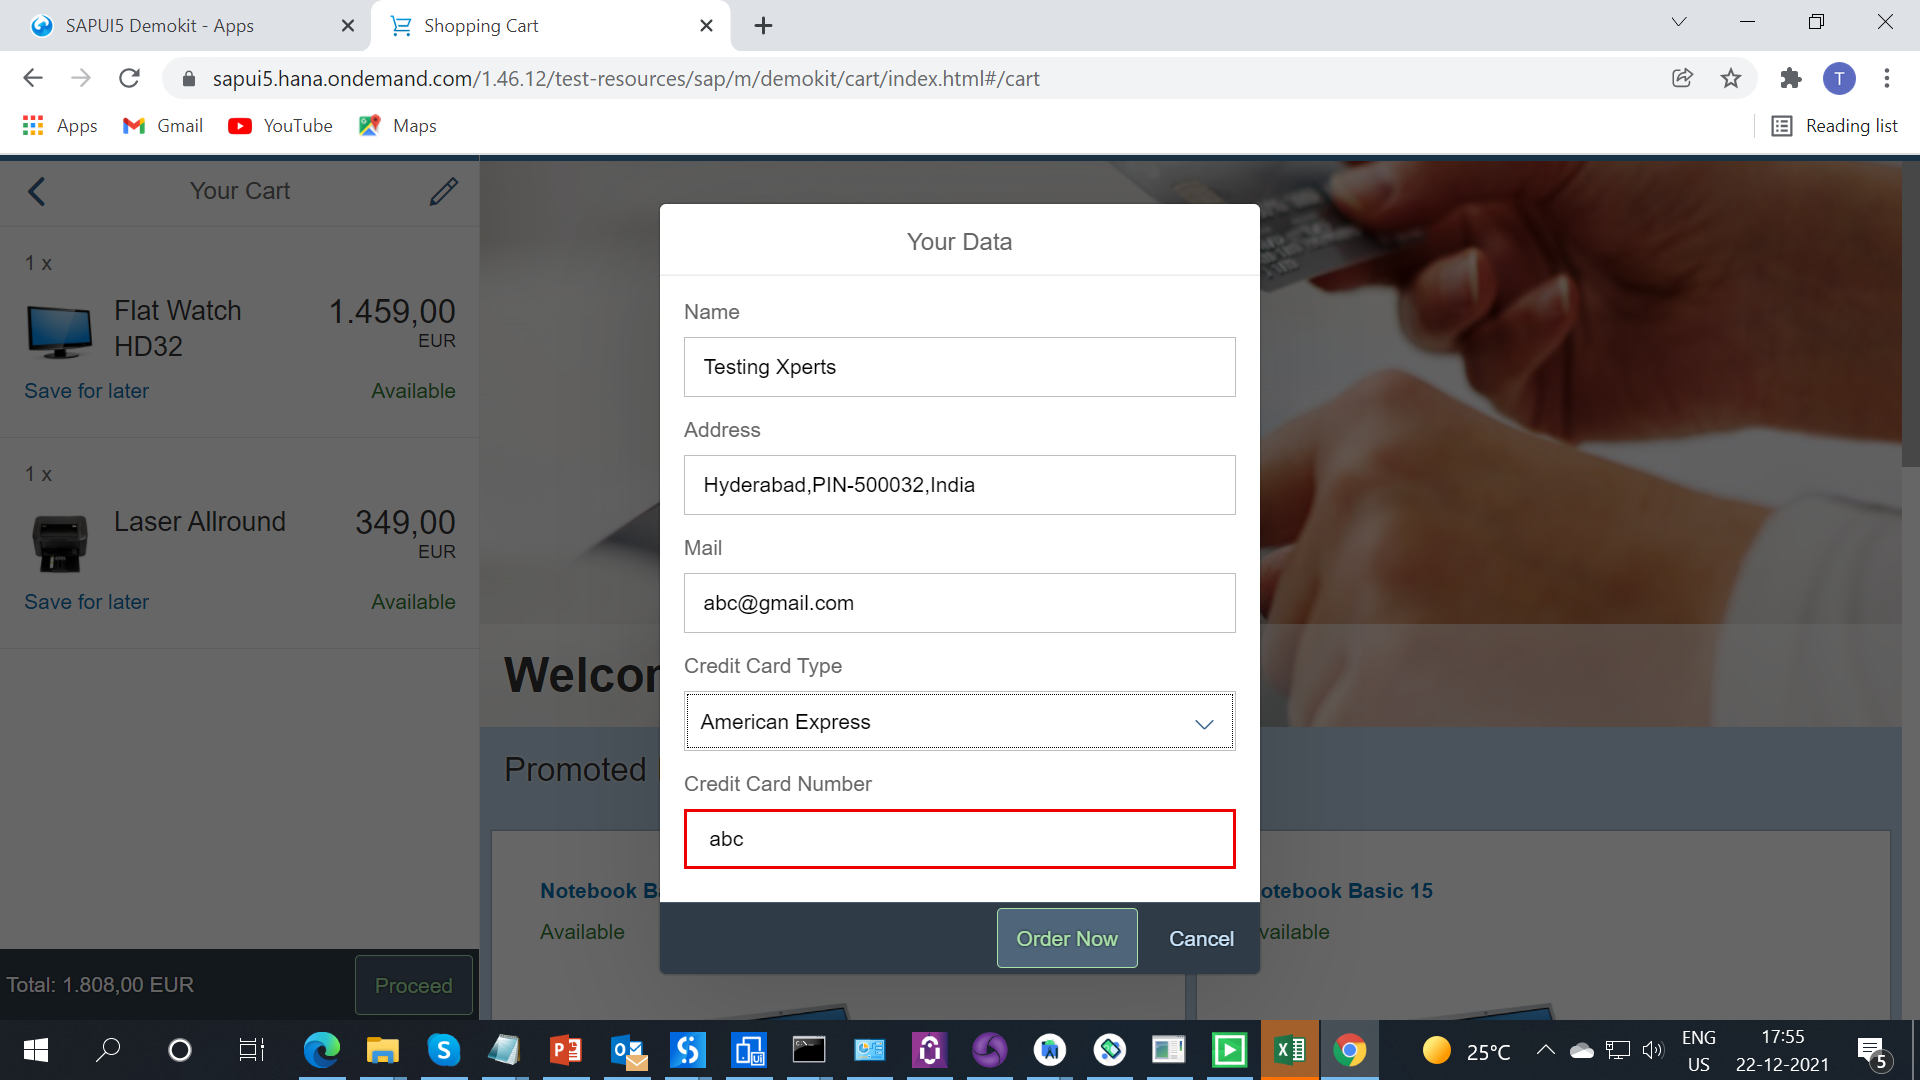 SAPUI5 Demokit - Apps
Shopping Cart
sapui5.hana.ondemand.com/1.46.12/test-resources/sap/m/demokit/cart/index.html#/cart
T
Apps
Gmail
YouTube
Maps
Reading list
Your Cart
1 x
Flat Watch
HD32
1.459,00
EUR
Save for later
Available
1 x
Laser Allround
349,00
EUR
Save for later
Available
Total: 1.808,00 EUR
Proceed
Your Data
Name
Testing Xperts
Address
Hyderabad,PIN-500032,India
Mail
abc@gmail.com
Credit Card Type
American Express
Credit Card Number
abc
Order Now
Cancel
Welcor
Promoted
Notebook B
Available
otebook Basic 15
vailable
25°C
ENG
US
17:55
22-12-2021
5